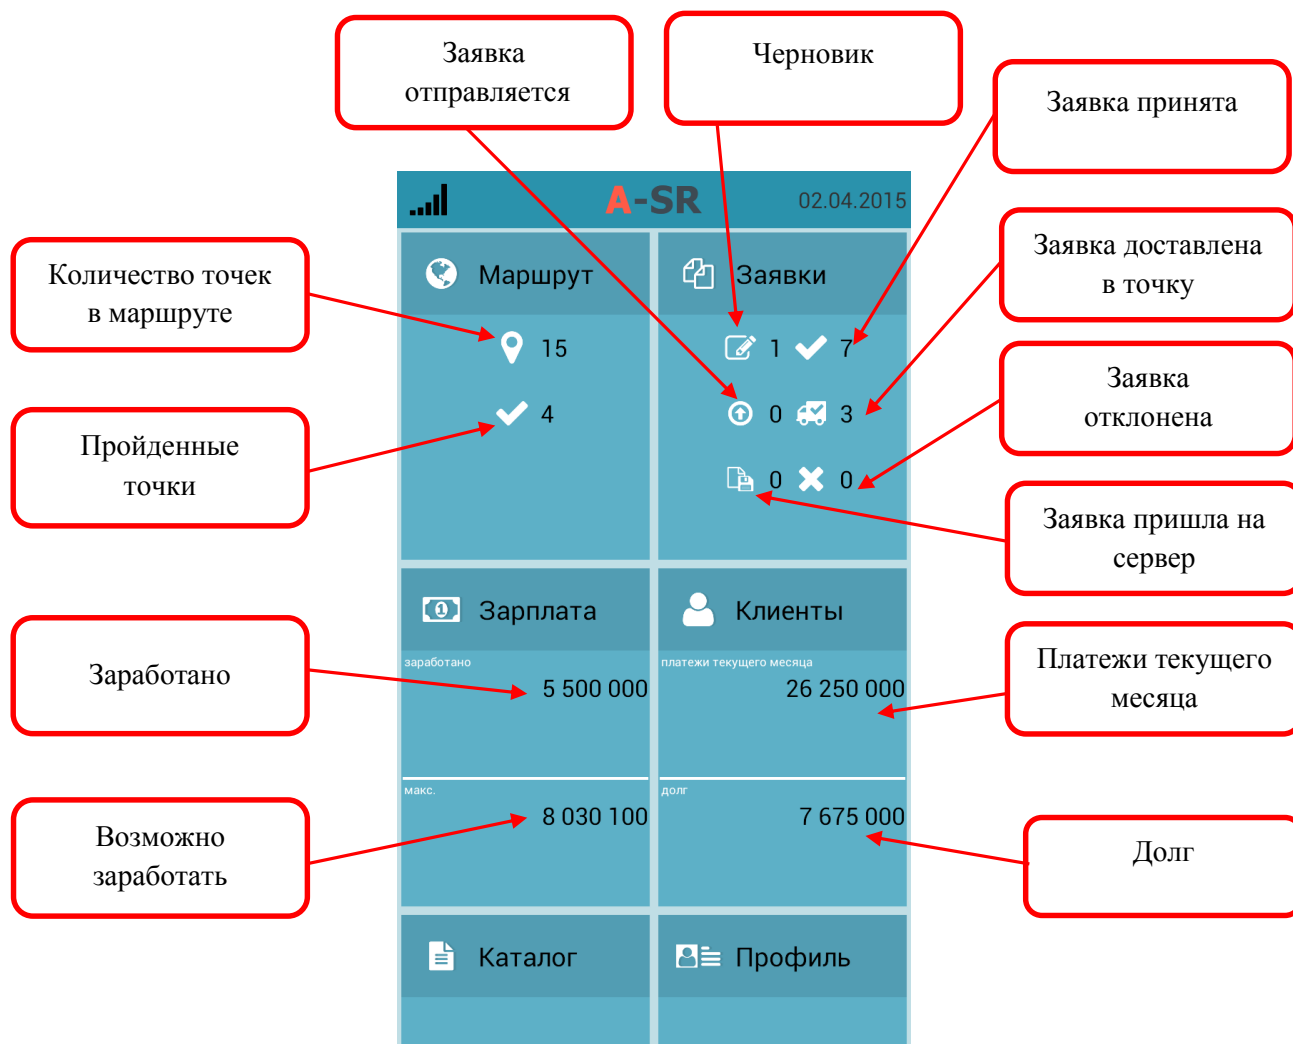 Заявка
отправляется
Черновик
Заявка принята
A-SR
02.04.2015
Количество точек
в маршруте
Маршрут
Заявки
Заявка доставлена
в точку
15
1
7
4
0
3
Заявка
отклонена
Пройденные
точки
0
0
Заявка пришла на
сервер
Зарплата
Клиенты
Заработано
заработано
5 500 000
платежи текущего месяца
26 250 000
Платежи текущего
месяца
Возможно
заработать
макс.
8 030 100
долг
7 675 000
Долг
Каталог
Профиль